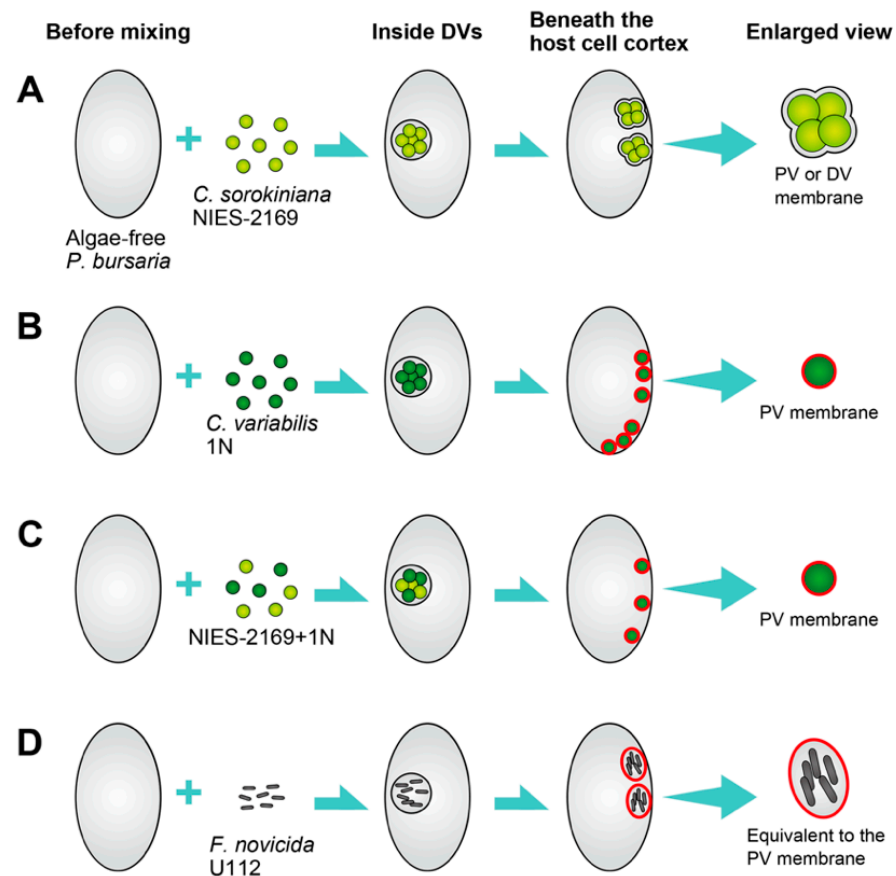 Before mixing
Inside DVs
Beneath the
host cell cortex
Enlarged view
A
+
C. sorokiniana
NIES-2169
Algae-free
P. bursaria
PV or DV
membrane
B
+
C. variabilis
1N
PV membrane
C
+
NIES-2169+1N
PV membrane
D
+
F. novicida
U112
Equivalent to the
PV membrane